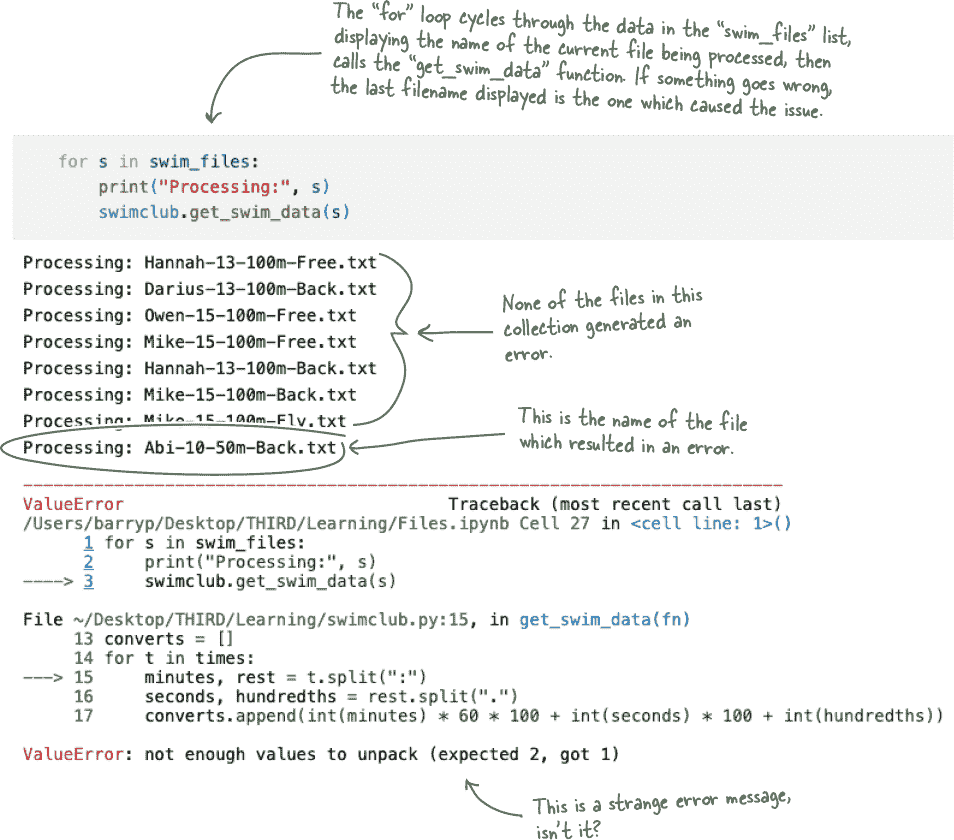 The “for” loop cycles through the data in the “swim_files” list,
displaying the name of the current file being processed, then
calls the “get_swim_data” function. If something goes wrong,
the last filename displayed is the one which caused the issue.
for s in swim_files:
    print("Processing:", s)
    swimclub.get_swim_data(s)
Processing: Hannah-13-100m-Free.txt
Processing: Darius-13-100m-Back.txt
Processing: Owen-15-100m-Free.txt
Processing: Mike-15-100m-Free.txt
Processing: Hannah-13-100m-Back.txt
Processing: Mike-15-100m-Back.txt
Processing: Mike-15-100m-Fly.txt
None of the files in this
collection generated an
error.
Processing: Abi-10-50m-Back.txt
This is the name of the file
which resulted in an error.
---------------------------------------------------------------------------
ValueError                                Traceback (most recent call last)
/Users/barryp/Desktop/THIRD/Learning/Files.ipynb Cell 27 in <cell line: 1>()
      1 for s in swim_files:
      2     print("Processing:", s)
----> 3     swimclub.get_swim_data(s)
File ~/Desktop/THIRD/Learning/swimclub.py:15, in get_swim_data(fn)
     13 converts = []
     14 for t in times:
---> 15     minutes, rest = t.split(":")
     16     seconds, hundredths = rest.split(".")
     17     converts.append(int(minutes) * 60 * 100 + int(seconds) * 100 + int(hundredths))
ValueError: not enough values to unpack (expected 2, got 1)
This is a strange error message,
isn't it?